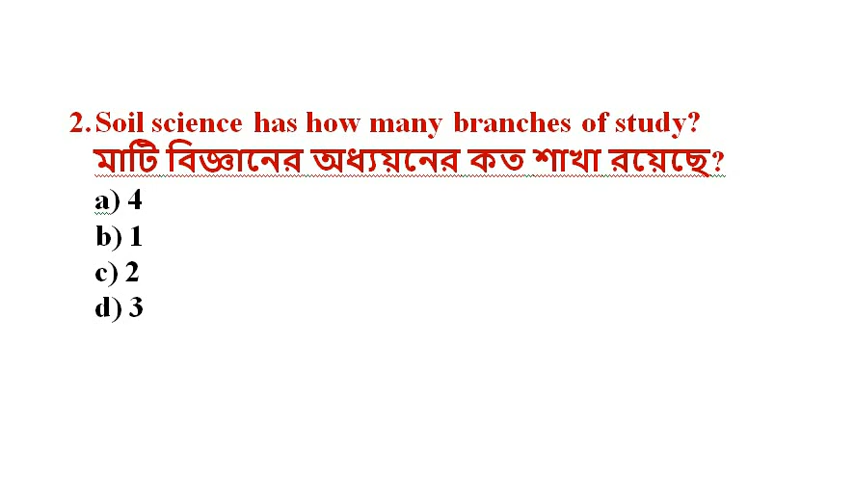 2. Soil science has how many branches of study?
মাটি বিজ্ঞানের অধ্যয়নের কত শাখা রয়েছে?
a) 4
b) 1
c) 2
d) 3